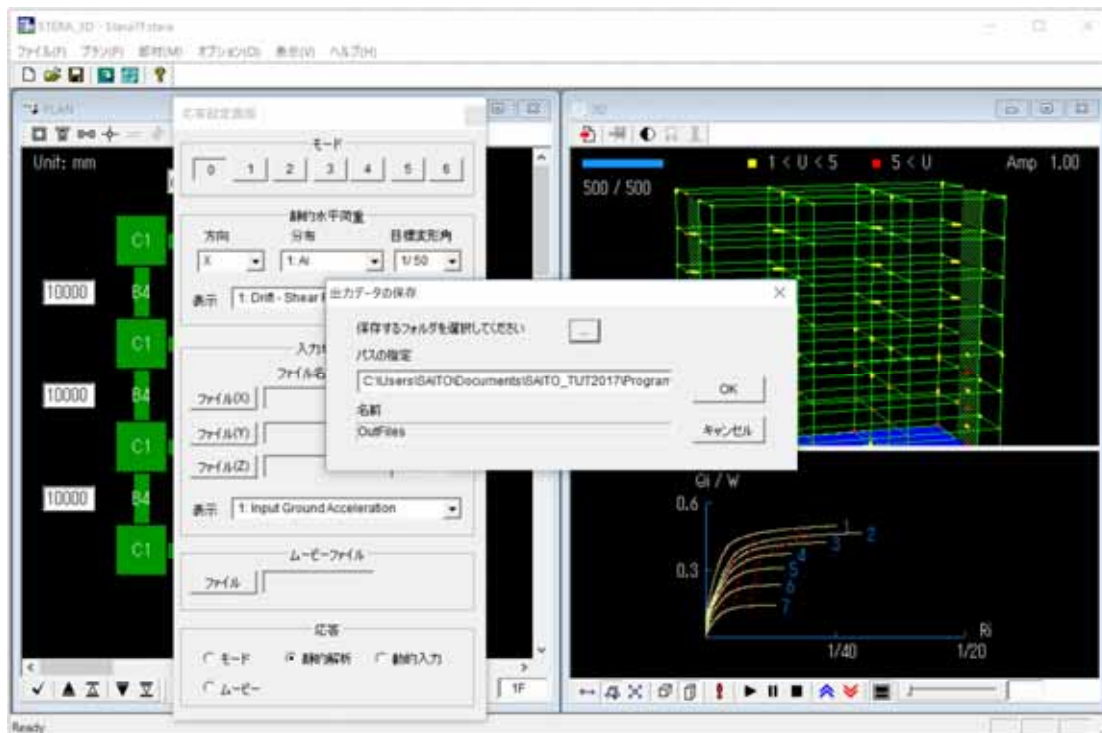 STERA_3D - Stera7F.stera
ファイル(F) プラン(P) 部材(M) オプション(O) 表示(V) ヘルプ(H)
PLAN
Unit: mm
C1
10000
B4
C1
10000
B4
C1
10000
B4
C1
1F
応答設定画面
モード
0 1 2 3 4 5 6
静的水平荷重
方向 分布 目標変形角
X 1: Ai 1/ 50
表示 1: Drift - Shear
ファイル名
ファイル(X)
ファイル(Y)
ファイル(Z)
表示 1: Input Ground Acceleration
ムービーファイル
ファイル
応答
モード 静的解析 動的入力
ムービー
出力データの保存
保存するフォルダを選択してください ...
パスの指定
C:\Users\SAITO\Documents\SAITO_TUT2017\Program
OK
名前
OutFiles
キャンセル
3D
1 < U < 5 5 < U Amp 1.00
500 / 500
Qi / W
0.6
0.3
1
2
3
4
5
6
7
Ri
1/40 1/20
Ready